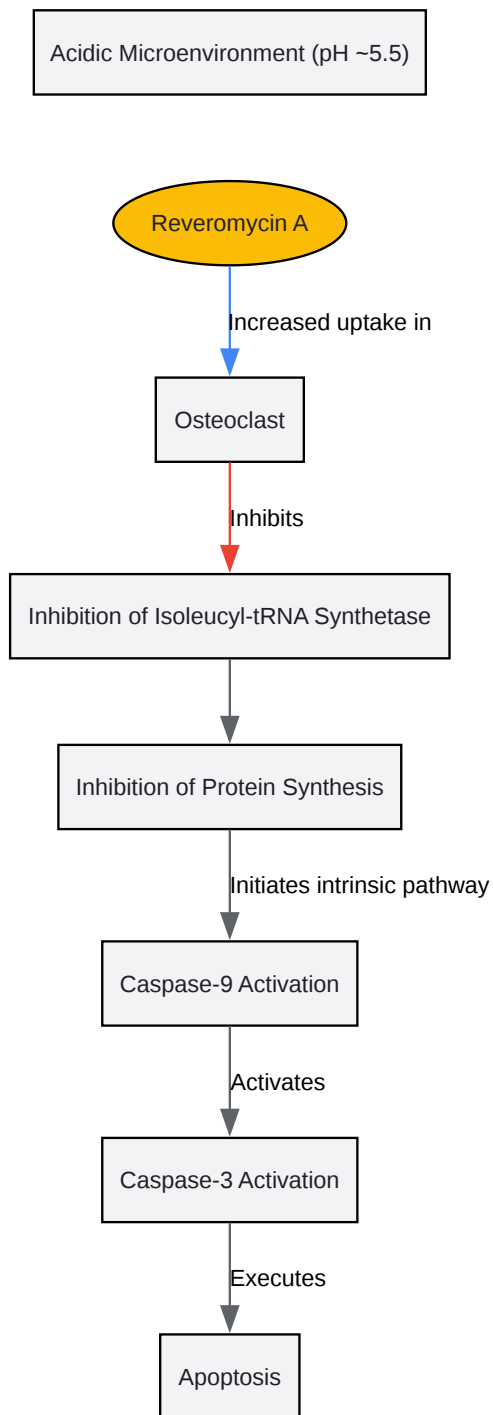 Acidic Microenvironment (pH ~5.5)
Reveromycin A
Increased uptake in
Osteoclast
Inhibits
Inhibition of Isoleucyl-tRNA Synthetase
Inhibition of Protein Synthesis
Initiates intrinsic pathway
Caspase-9 Activation
Activates
Caspase-3 Activation
Executes
Apoptosis